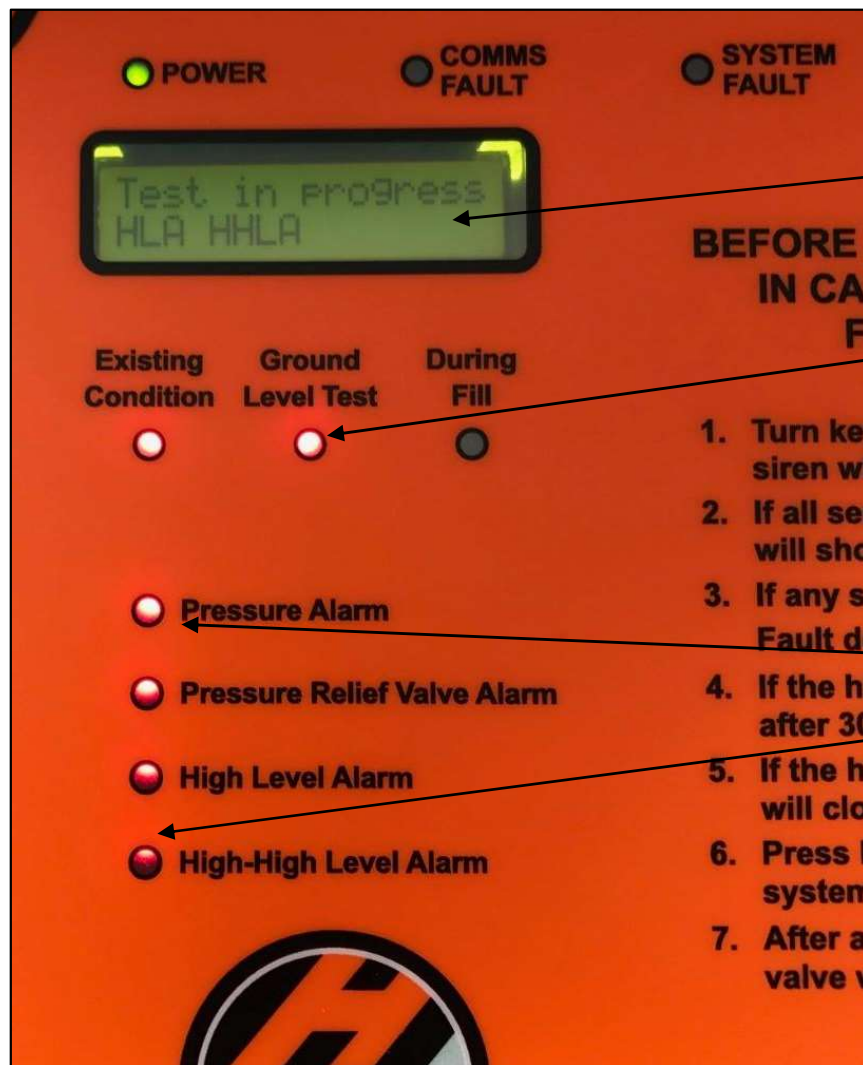 POWER
COMMS
FAULT
SYSTEM
FAULT
Test in progress
HLA HHLA
BEFORE
IN CA
F
Existing
Condition
Ground
Level Test
During
Fill
1. Turn ke
siren w
2. If all se
will sho
3. If any s
Fault d
4. If the h
after 30
5. If the h
will clo
6. Press
system
7. After a
valve
Pressure Alarm
Pressure Relief Valve Alarm
High Level Alarm
High-High Level Alarm